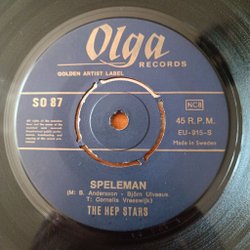 Olga
RECORDS
GOLDEN ARTIST LABEL
SO 87
NCB
45 R.P.M.
EU-815-S
Made in Sweden
SPELEMAN
(M: B. Andersson - Björn Ulvaeus
T: Cornelis Vreeswijk)
THE HEP STARS